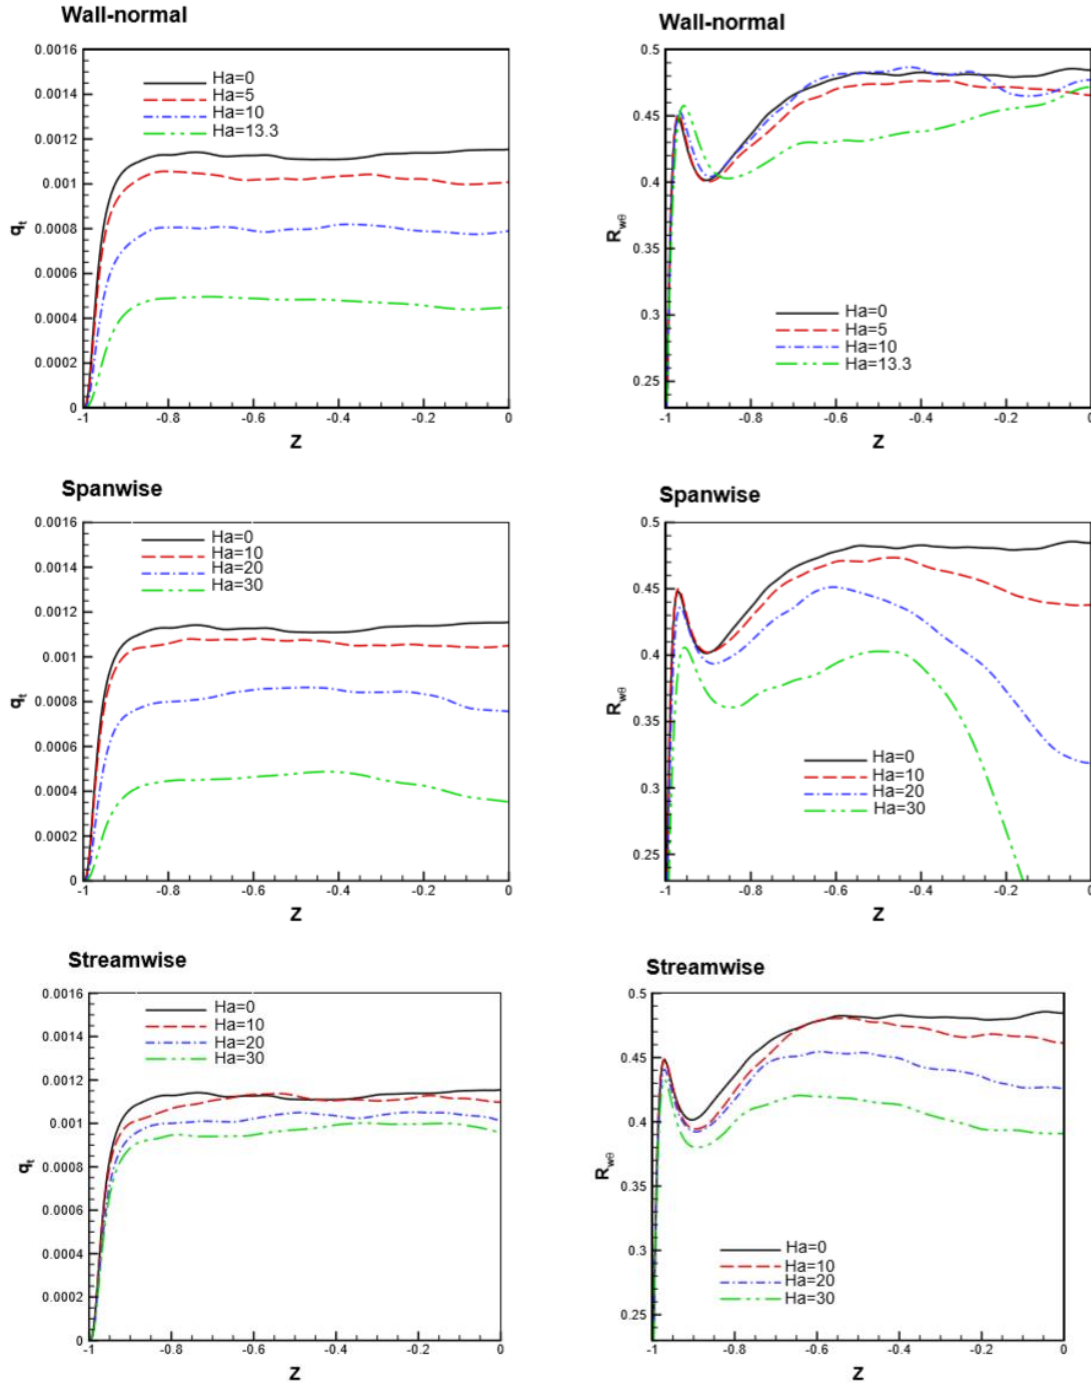 Wall-normal
0.0016
0.0014
0.0012
0.001
0.0008
0.0006
0.0004
0.0002
0
qt
Ha=0
Ha=5
Ha=10
Ha=13.3
-1
-0.8
-0.6
-0.4
-0.2
0
Z
Wall-normal
0.5
0.45
0.4
0.35
0.3
0.25
Rwθ
Ha=0
Ha=5
Ha=10
Ha=13.3
-1
-0.8
-0.6
-0.4
-0.2
0
Z
Spanwise
0.0016
0.0014
0.0012
0.001
0.0008
0.0006
0.0004
0.0002
0
qt
Ha=0
Ha=10
Ha=20
Ha=30
-1
-0.8
-0.6
-0.4
-0.2
0
Z
Spanwise
0.5
0.45
0.4
0.35
0.3
0.25
Rwθ
Ha=0
Ha=10
Ha=20
Ha=30
-1
-0.8
-0.6
-0.4
-0.2
0
Z
Streamwise
0.0016
0.0014
0.0012
0.001
0.0008
0.0006
0.0004
0.0002
0
qt
Ha=0
Ha=10
Ha=20
Ha=30
-1
-0.8
-0.6
-0.4
-0.2
0
Z
Streamwise
0.5
0.45
0.4
0.35
0.3
0.25
Rwθ
Ha=0
Ha=10
Ha=20
Ha=30
-1
-0.8
-0.6
-0.4
-0.2
0
Z